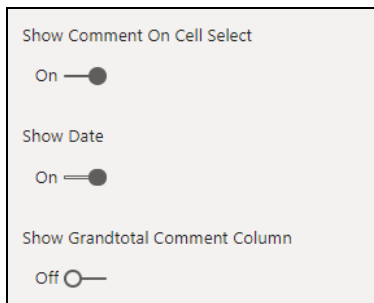 Show Comment On Cell Select
On
Show Date
On
Show Grandtotal Comment Column
Off